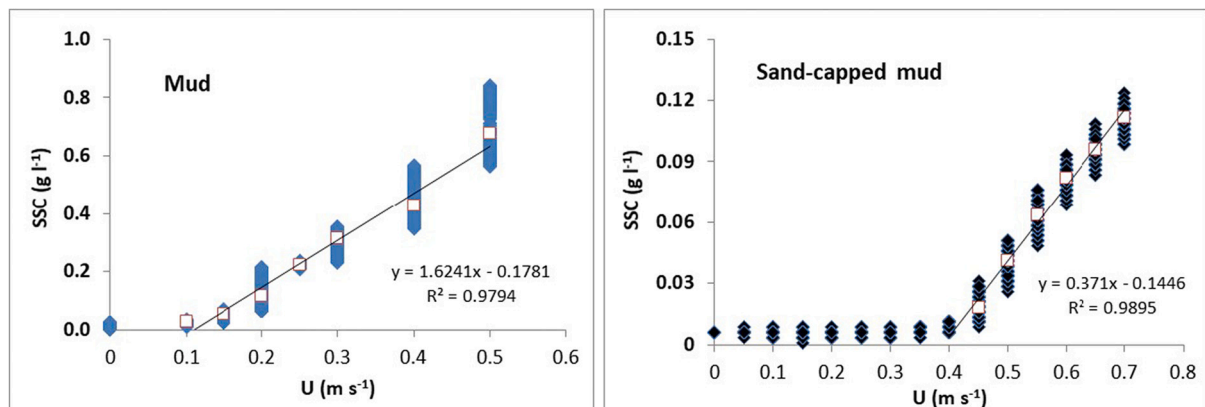 Mud
SSC (g l⁻¹)
1.0
0.8
0.6
0.4
0.2
0.0
y = 1.6241x - 0.1781
R² = 0.9794
0 0.1 0.2 0.3 0.4 0.5 0.6
U (m s⁻¹)
Sand-capped mud
SSC (g l⁻¹)
0.15
0.12
0.09
0.06
0.03
0
y = 0.371x - 0.1446
R² = 0.9895
0 0.1 0.2 0.3 0.4 0.5 0.6 0.7 0.8
U (m s⁻¹)